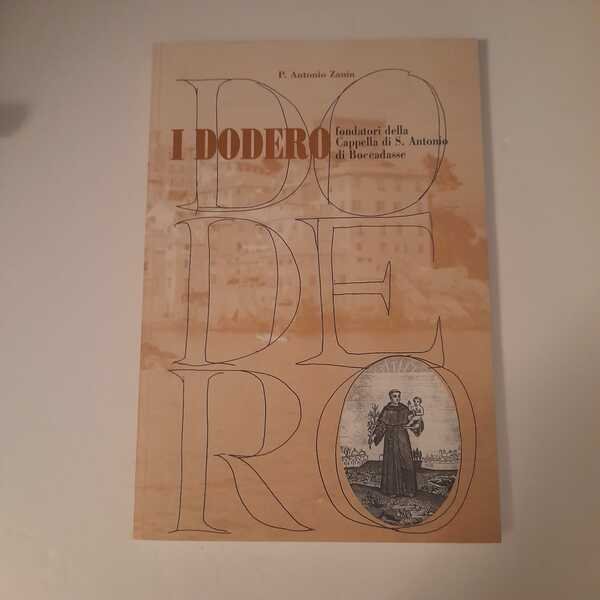 P. Antonio Zanin
I DODERO
fondatori della
Cappella di S. Antonio
di Boccadasse
DO
DE
RO